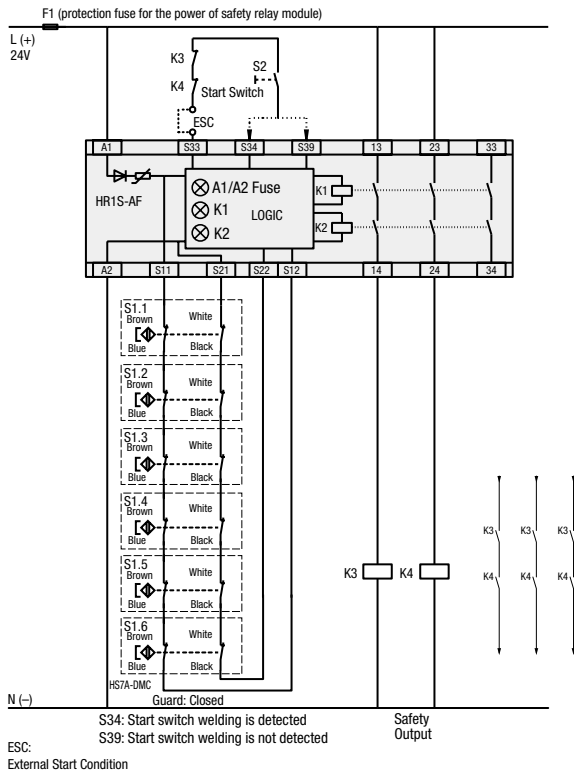 F1 (protection fuse for the power of safety relay module)
L (+)
24V
K3
K4
S2
Start Switch
ESC
A1 S33 S34 S39 13 23 33
HR1S-AF
A1/A2 Fuse
K1
K2
LOGIC
K1
K2
A2 S11 S21 S22 S12 14 24 34
S1.1
Brown
White
Blue
Black
S1.2
Brown
White
Blue
Black
S1.3
Brown
White
Blue
Black
S1.4
Brown
White
Blue
Black
S1.5
Brown
White
Blue
Black
S1.6
Brown
White
Blue
Black
HS7A-DMC
K3 K4
K3 K3 K3
K4 K4 K4
N (–)
Guard: Closed
S34: Start switch welding is detected
S39: Start switch welding is not detected
Safety
Output
ESC:
External Start Condition